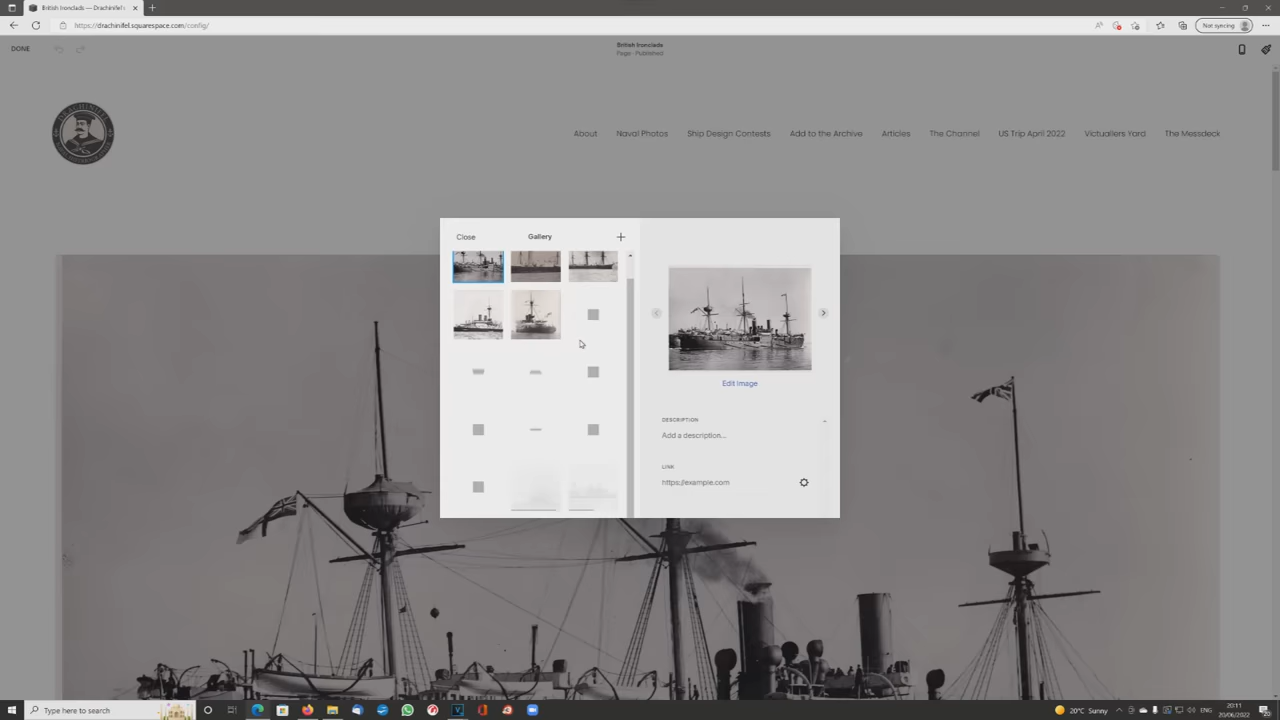 British Ironclads — Drachinifel
https://drachinifel.squarespace.com/config/
Not syncing
DONE
British Ironclads
Page · Published
DRACHINIFEL
About
Naval Photos
Ship Design Contests
Add to the Archive
Articles
The Channel
US Trip April 2022
Victuallers Yard
The Messdeck
Close
Gallery
Edit Image
DESCRIPTION
Add a description...
LINK
https://example.com
Type here to search
20°C Sunny
ENG
20:11
20/06/2022